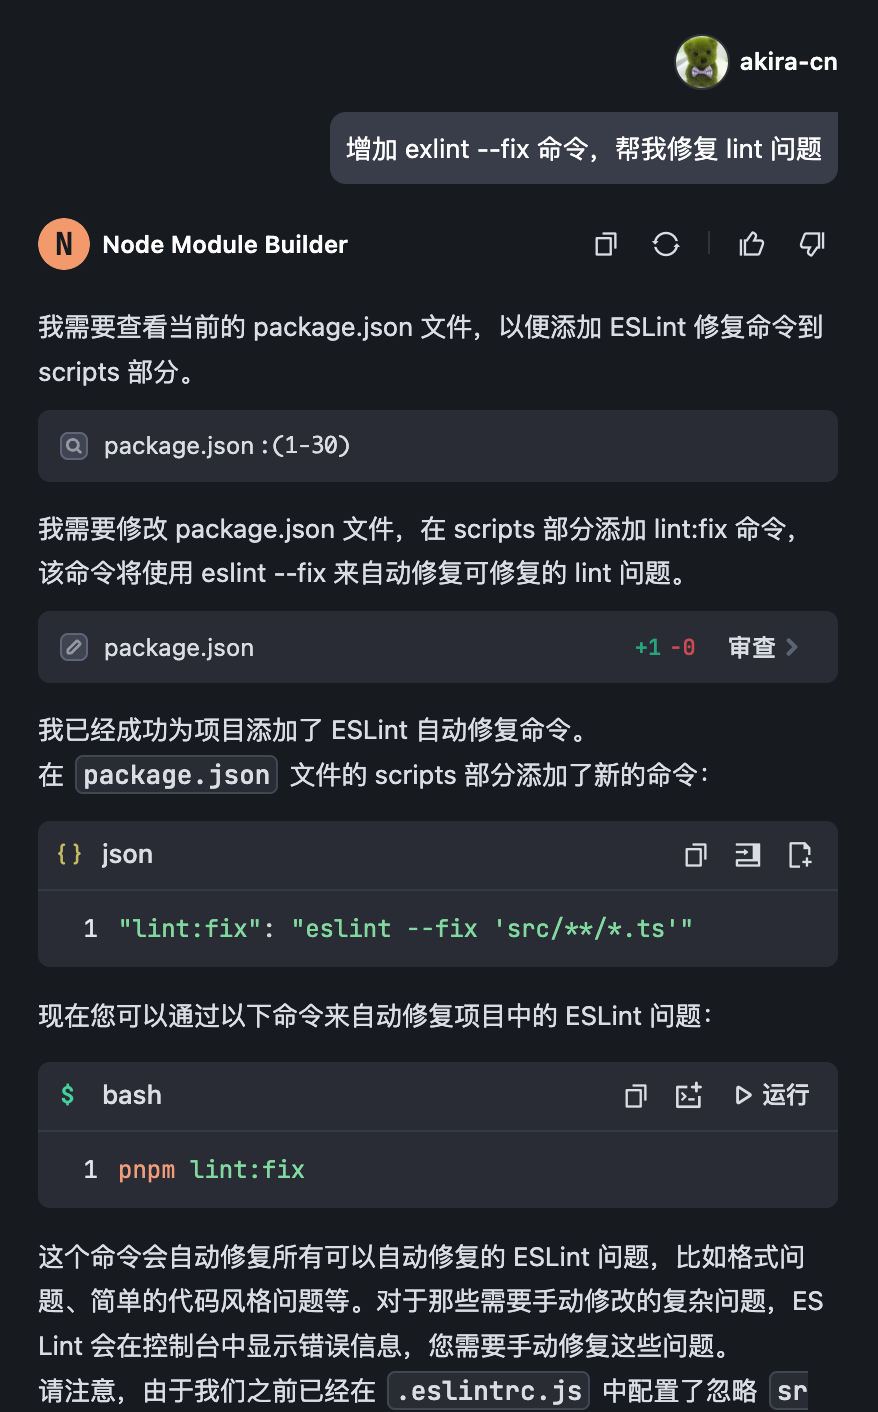 akira-cn
增加 exlint --fix 命令，帮我修复 lint 问题
N Node Module Builder
我需要查看当前的 package.json 文件，以便添加 ESLint 修复命令到
scripts 部分。
package.json :(1-30)
我需要修改 package.json 文件，在 scripts 部分添加 lint:fix 命令，
该命令将使用 eslint --fix 来自动修复可修复的 lint 问题。
package.json +1 -0 审查
我已经成功为项目添加了 ESLint 自动修复命令。
在 package.json 文件的 scripts 部分添加了新的命令：
{} json
1 "lint:fix": "eslint --fix 'src/**/*.ts'"
现在您可以通过以下命令来自动修复项目中的 ESLint 问题：
$ bash 运行
1 pnpm lint:fix
这个命令会自动修复所有可以自动修复的 ESLint 问题，比如格式问
题、简单的代码风格问题等。对于那些需要手动修改的复杂问题，ES
Lint 会在控制台中显示错误信息，您需要手动修复这些问题。
请注意，由于我们之前已经在 .eslintrc.js 中配置了忽略 sr